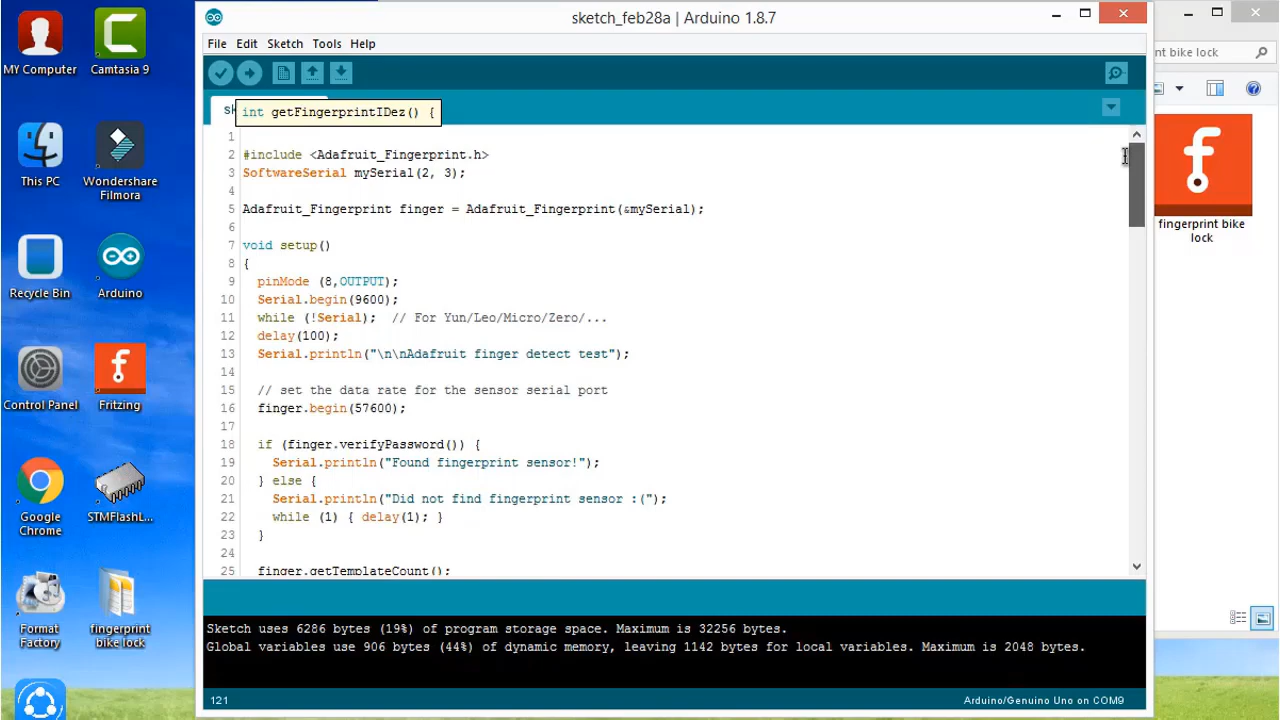 MY Computer
Camtasia 9
This PC
Wondershare
Filmora
Recycle Bin
Arduino
Control Panel
Fritzing
Google
Chrome
STMFlashL...
Format
Factory
fingerprint
bike lock
sketch_feb28a | Arduino 1.8.7
File Edit Sketch Tools Help
int getFingerprintIDez() {
1
2 #include <Adafruit_Fingerprint.h>
3 SoftwareSerial mySerial(2, 3);
4
5 Adafruit_Fingerprint finger = Adafruit_Fingerprint(&mySerial);
6
7 void setup()
8 {
9 pinMode (8,OUTPUT);
10 Serial.begin(9600);
11 while (!Serial); // For Yun/Leo/Micro/Zero/...
12 delay(100);
13 Serial.println("\n\nAdafruit finger detect test");
14
15 // set the data rate for the sensor serial port
16 finger.begin(57600);
17
18 if (finger.verifyPassword()) {
19 Serial.println("Found fingerprint sensor!");
20 } else {
21 Serial.println("Did not find fingerprint sensor :(");
22 while (1) { delay(1); }
23 }
24
25 finger.getTemplateCount();
Sketch uses 6286 bytes (19%) of program storage space. Maximum is 32256 bytes.
Global variables use 906 bytes (44%) of dynamic memory, leaving 1142 bytes for local variables. Maximum is 2048 bytes.
121
Arduino/Genuino Uno on COM9
int bike lock
fingerprint bike
lock